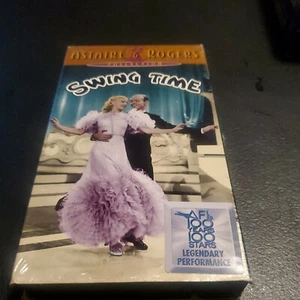 ASTAIRE & ROGERS
SWING TIME
AFI's
100
YEARS
100
STARS
LEGENDARY
PERFORMANCE